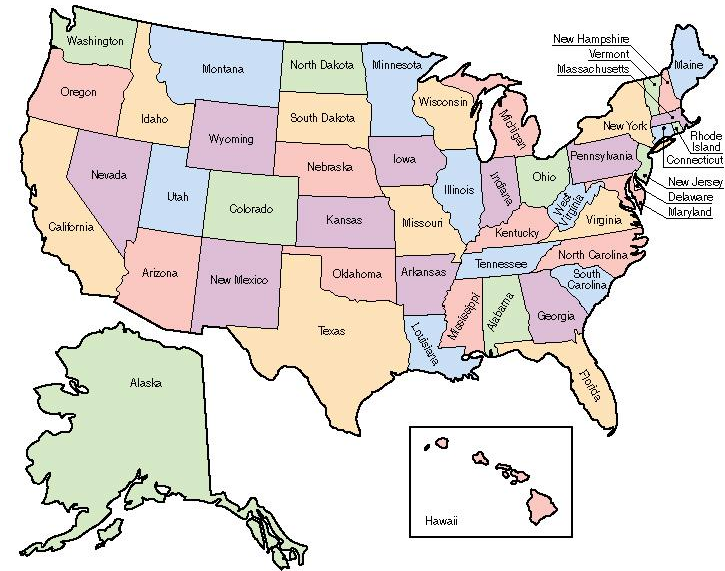 New Hampshire
Vermont
Massachusetts
Washington
Montana
North Dakota
Minnesota
Maine
Oregon
Idaho
South Dakota
Wisconsin
Michigan
New York
Rhode
Island
Connecticut
Wyoming
Nebraska
Iowa
Pennsylvania
New Jersey
Delaware
Maryland
Nevada
Utah
Colorado
Kansas
Illinois
Indiana
Ohio
West
Virginia
Virginia
California
Missouri
Kentucky
North Carolina
Arizona
New Mexico
Oklahoma
Arkansas
Tennessee
South
Carolina
Texas
Louisiana
Mississippi
Alabama
Georgia
Florida
Alaska
Hawaii